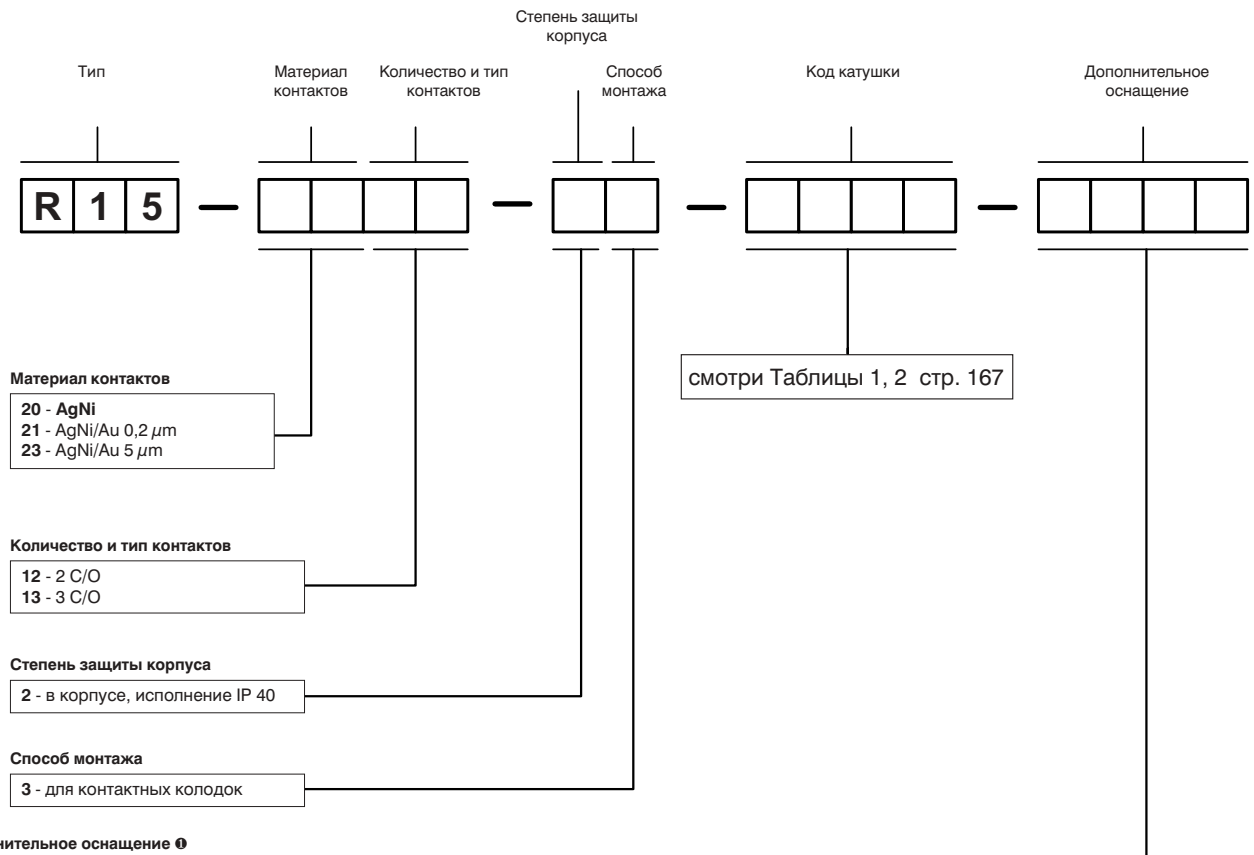 Степень защиты
корпуса
Тип
Материал
контактов
Количество и тип
контактов
Способ
монтажа
Код катушки
Дополнительное
оснащение
R 1 5 — — — —
Материал контактов
20 - AgNi
21 - AgNi/Au 0,2 µm
23 - AgNi/Au 5 µm
смотри Таблицы 1, 2 стр. 167
Количество и тип контактов
12 - 2 C/O
13 - 3 C/O
Степень защиты корпуса
2 - в корпусе, исполнение IP 40
Способ монтажа
3 - для контактных колодок
нительное оснащение ❶